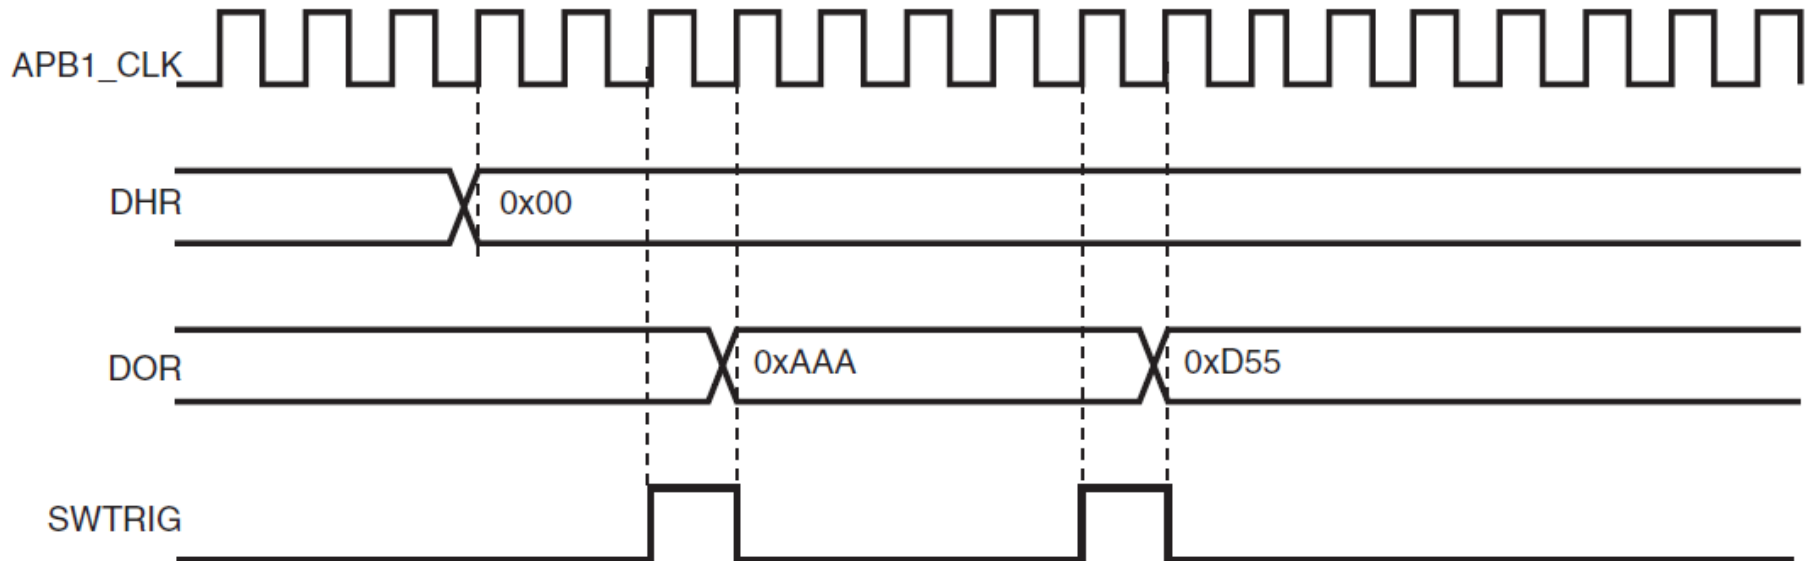 APB1_CLK
DHR
0x00
DOR
0xAAA
0xD55
SWTRIG